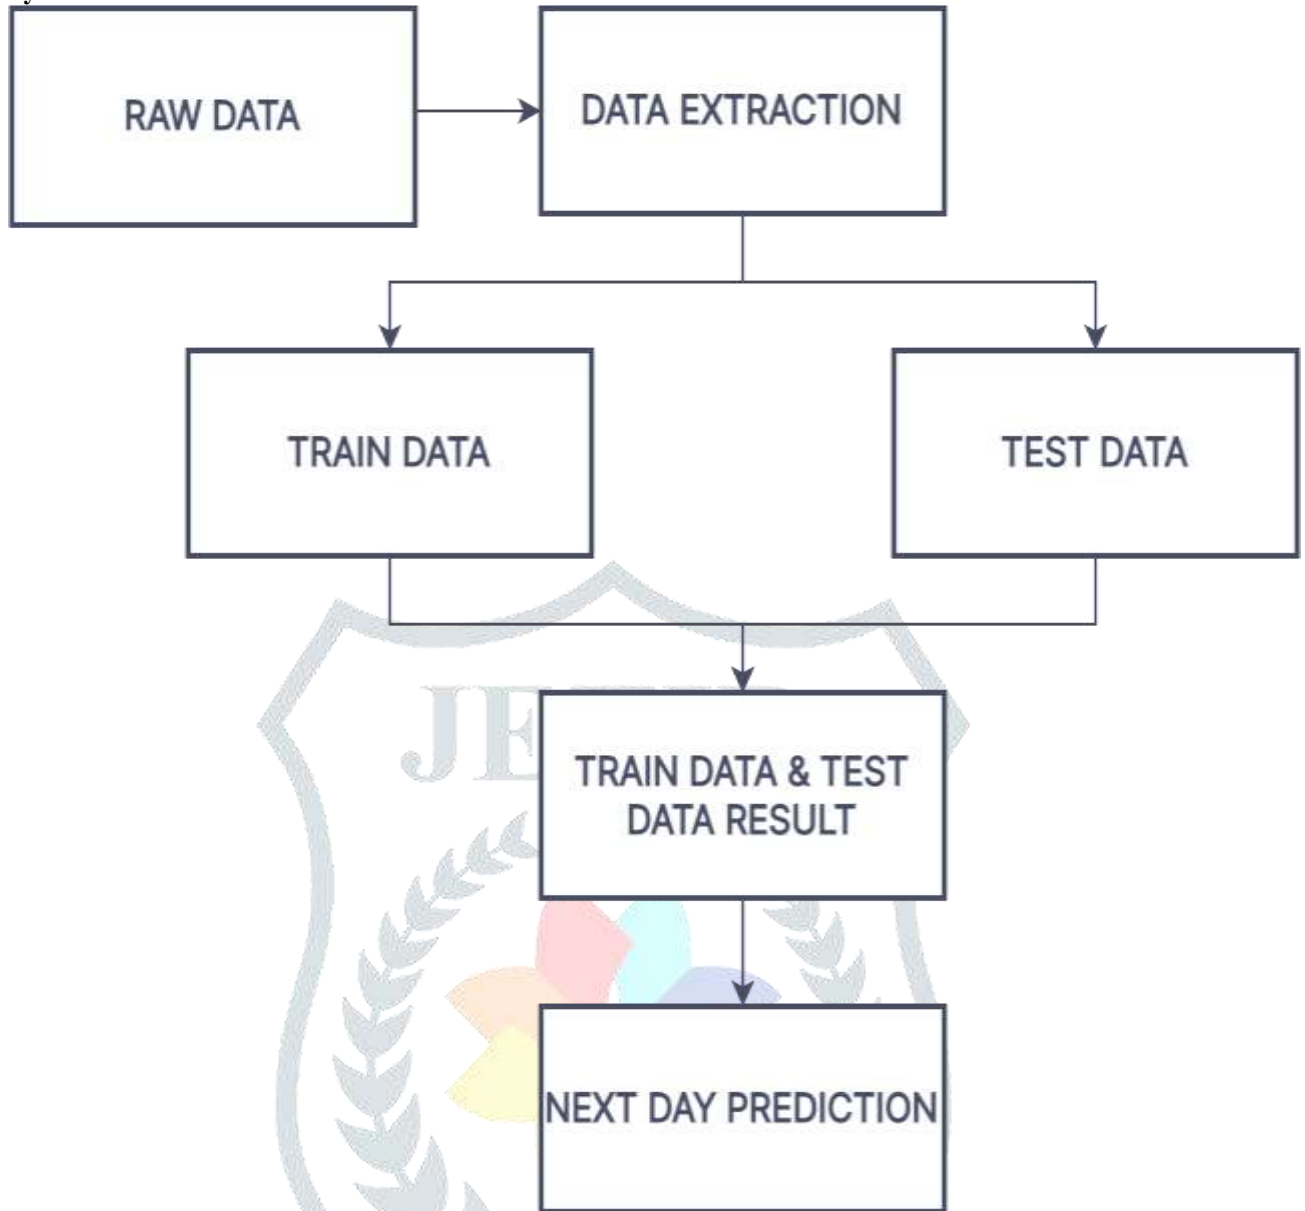 RAW DATA
DATA EXTRACTION
TRAIN DATA
TEST DATA
TRAIN DATA & TEST
DATA RESULT
NEXT DAY PREDICTION